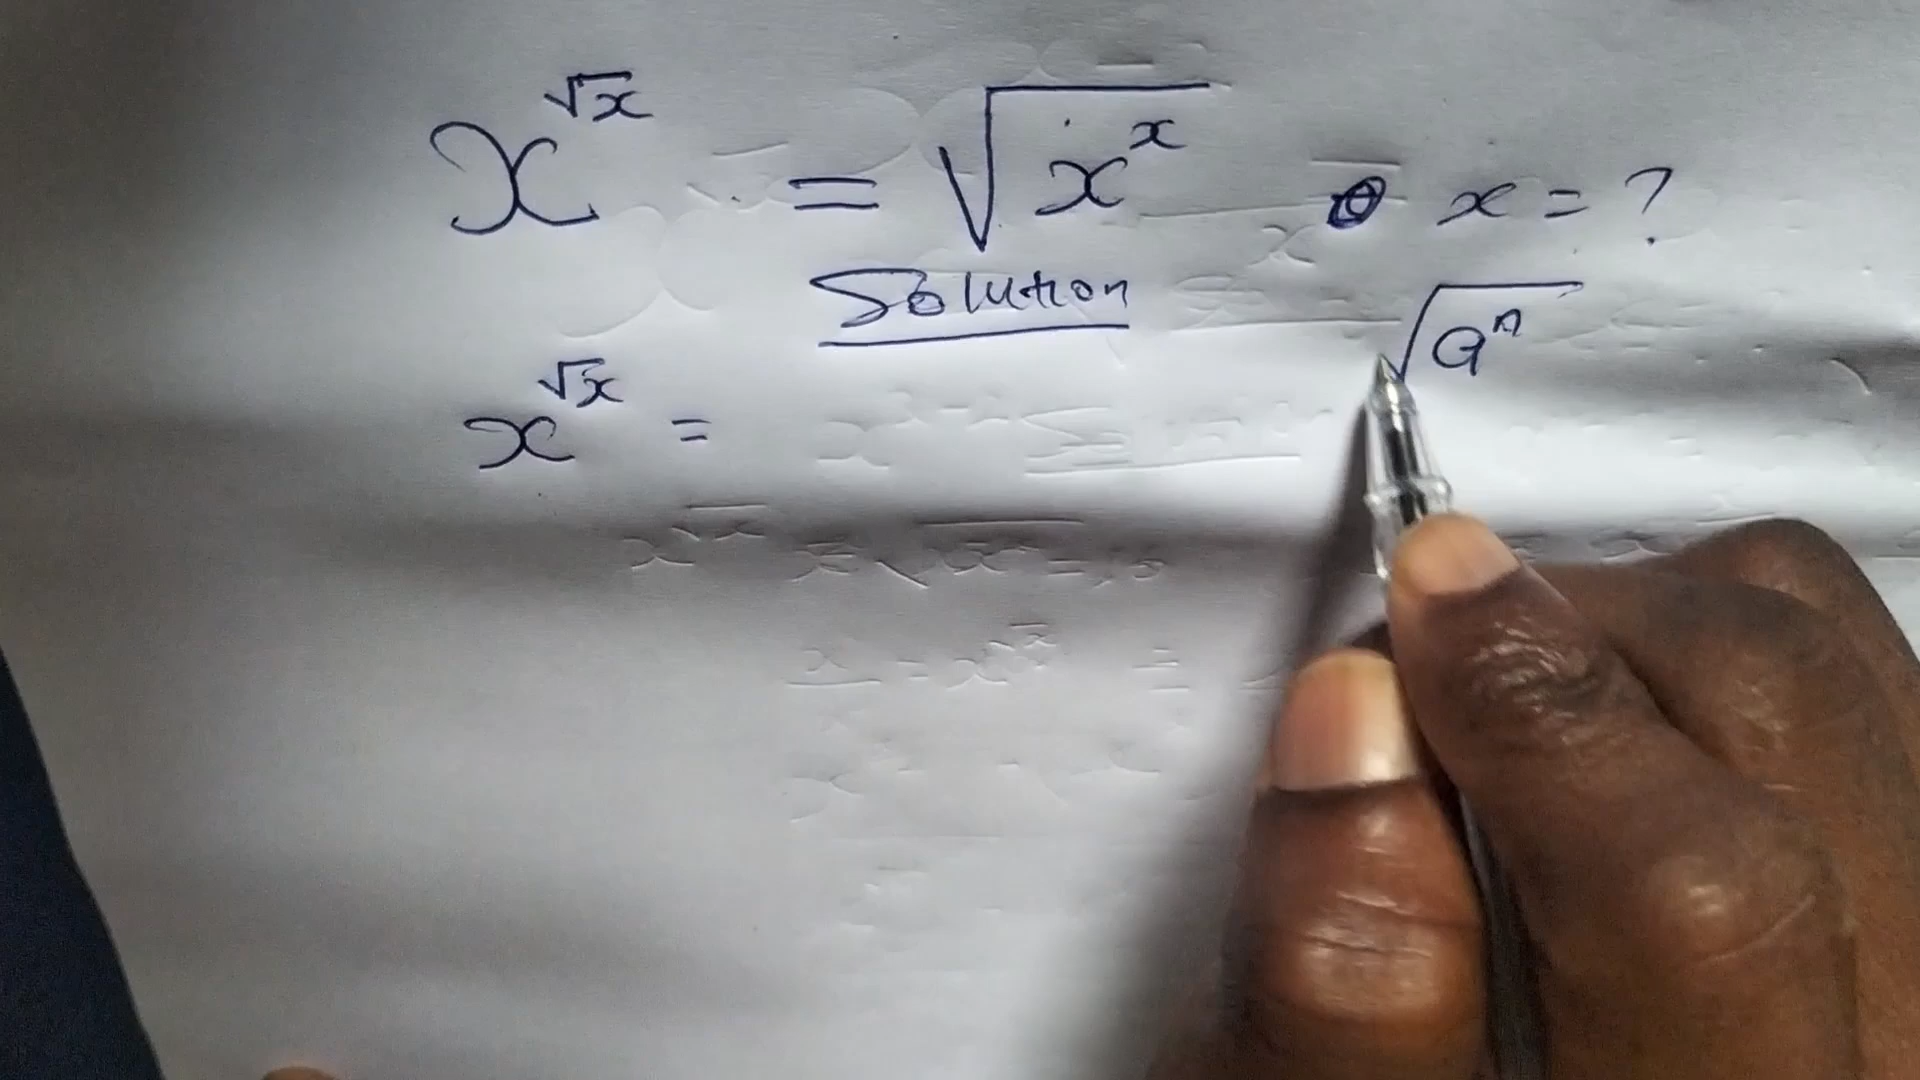 x^√x = √x^x x = ?
Solution
√a^n
x^√x =